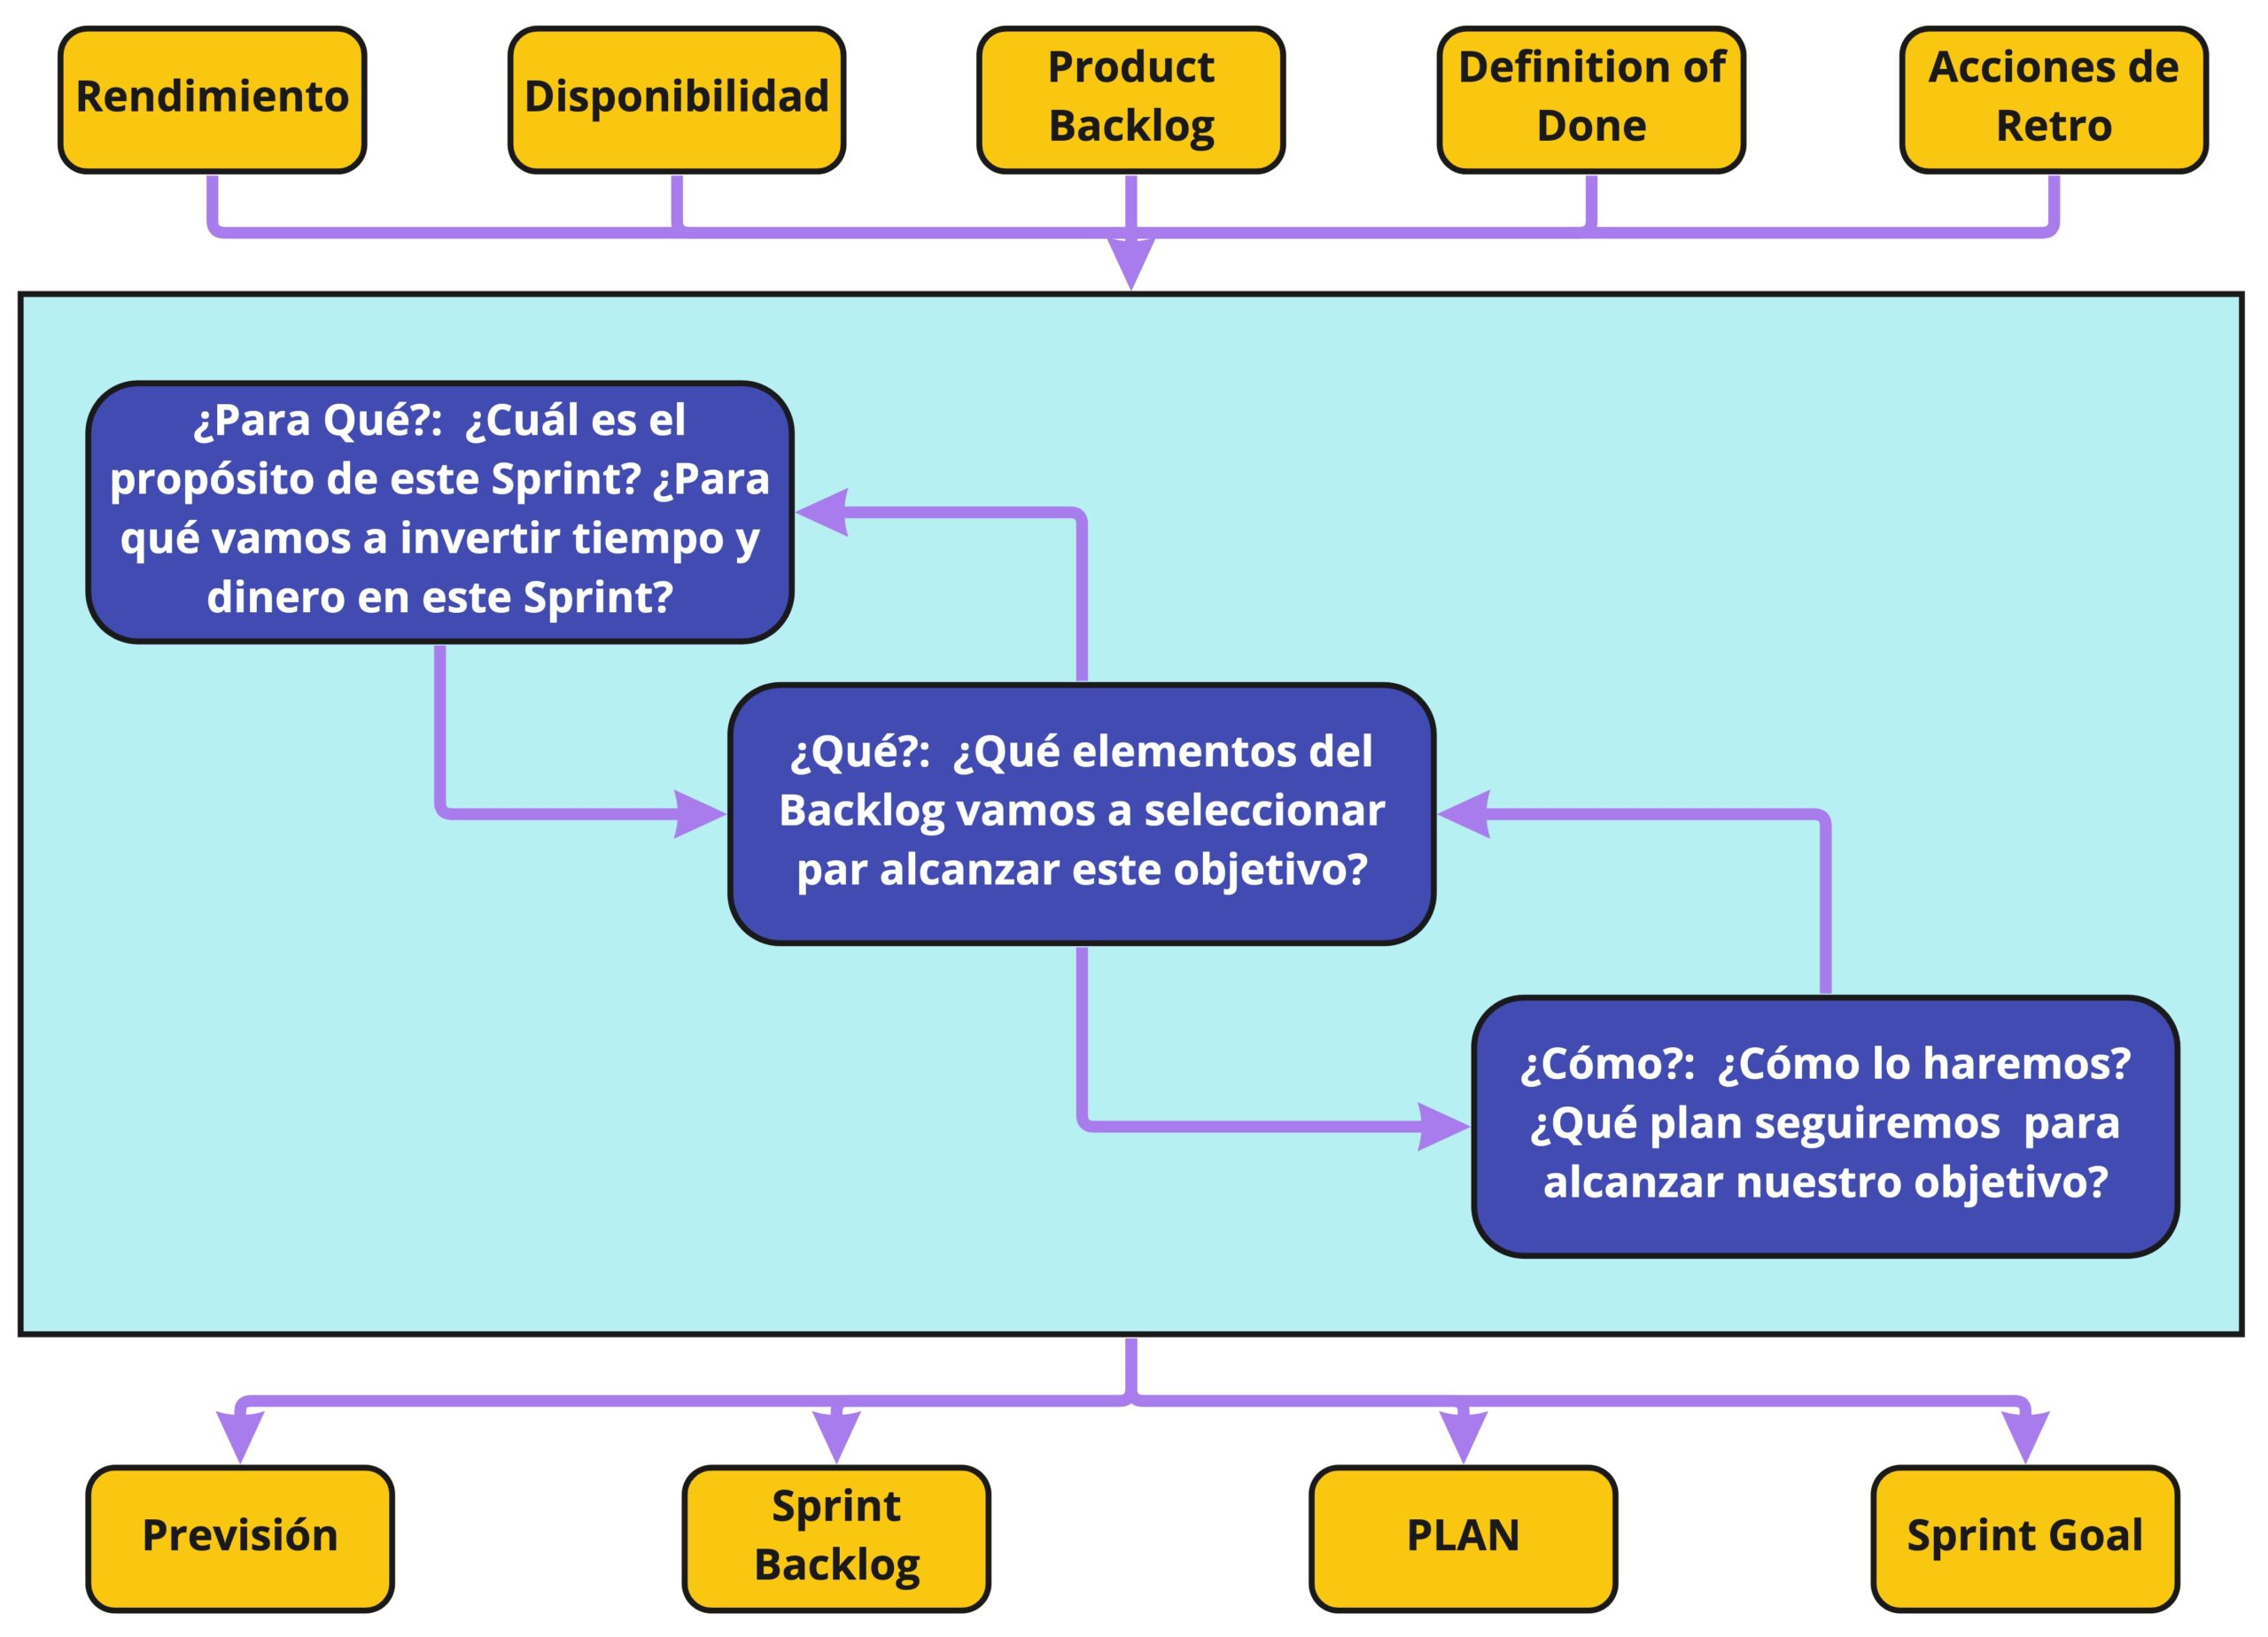 Rendimiento
Disponibilidad
Product
Backlog
Definition of
Done
Acciones de
Retro
¿Para Qué?:  ¿Cuál es el
propósito de este Sprint? ¿Para
qué vamos a invertir tiempo y
dinero en este Sprint?
¿Qué?:  ¿Qué elementos del
Backlog vamos a seleccionar
par alcanzar este objetivo?
¿Cómo?:  ¿Cómo lo haremos?
¿Qué plan seguiremos  para
alcanzar nuestro objetivo?
Previsión
Sprint
Backlog
PLAN
Sprint Goal